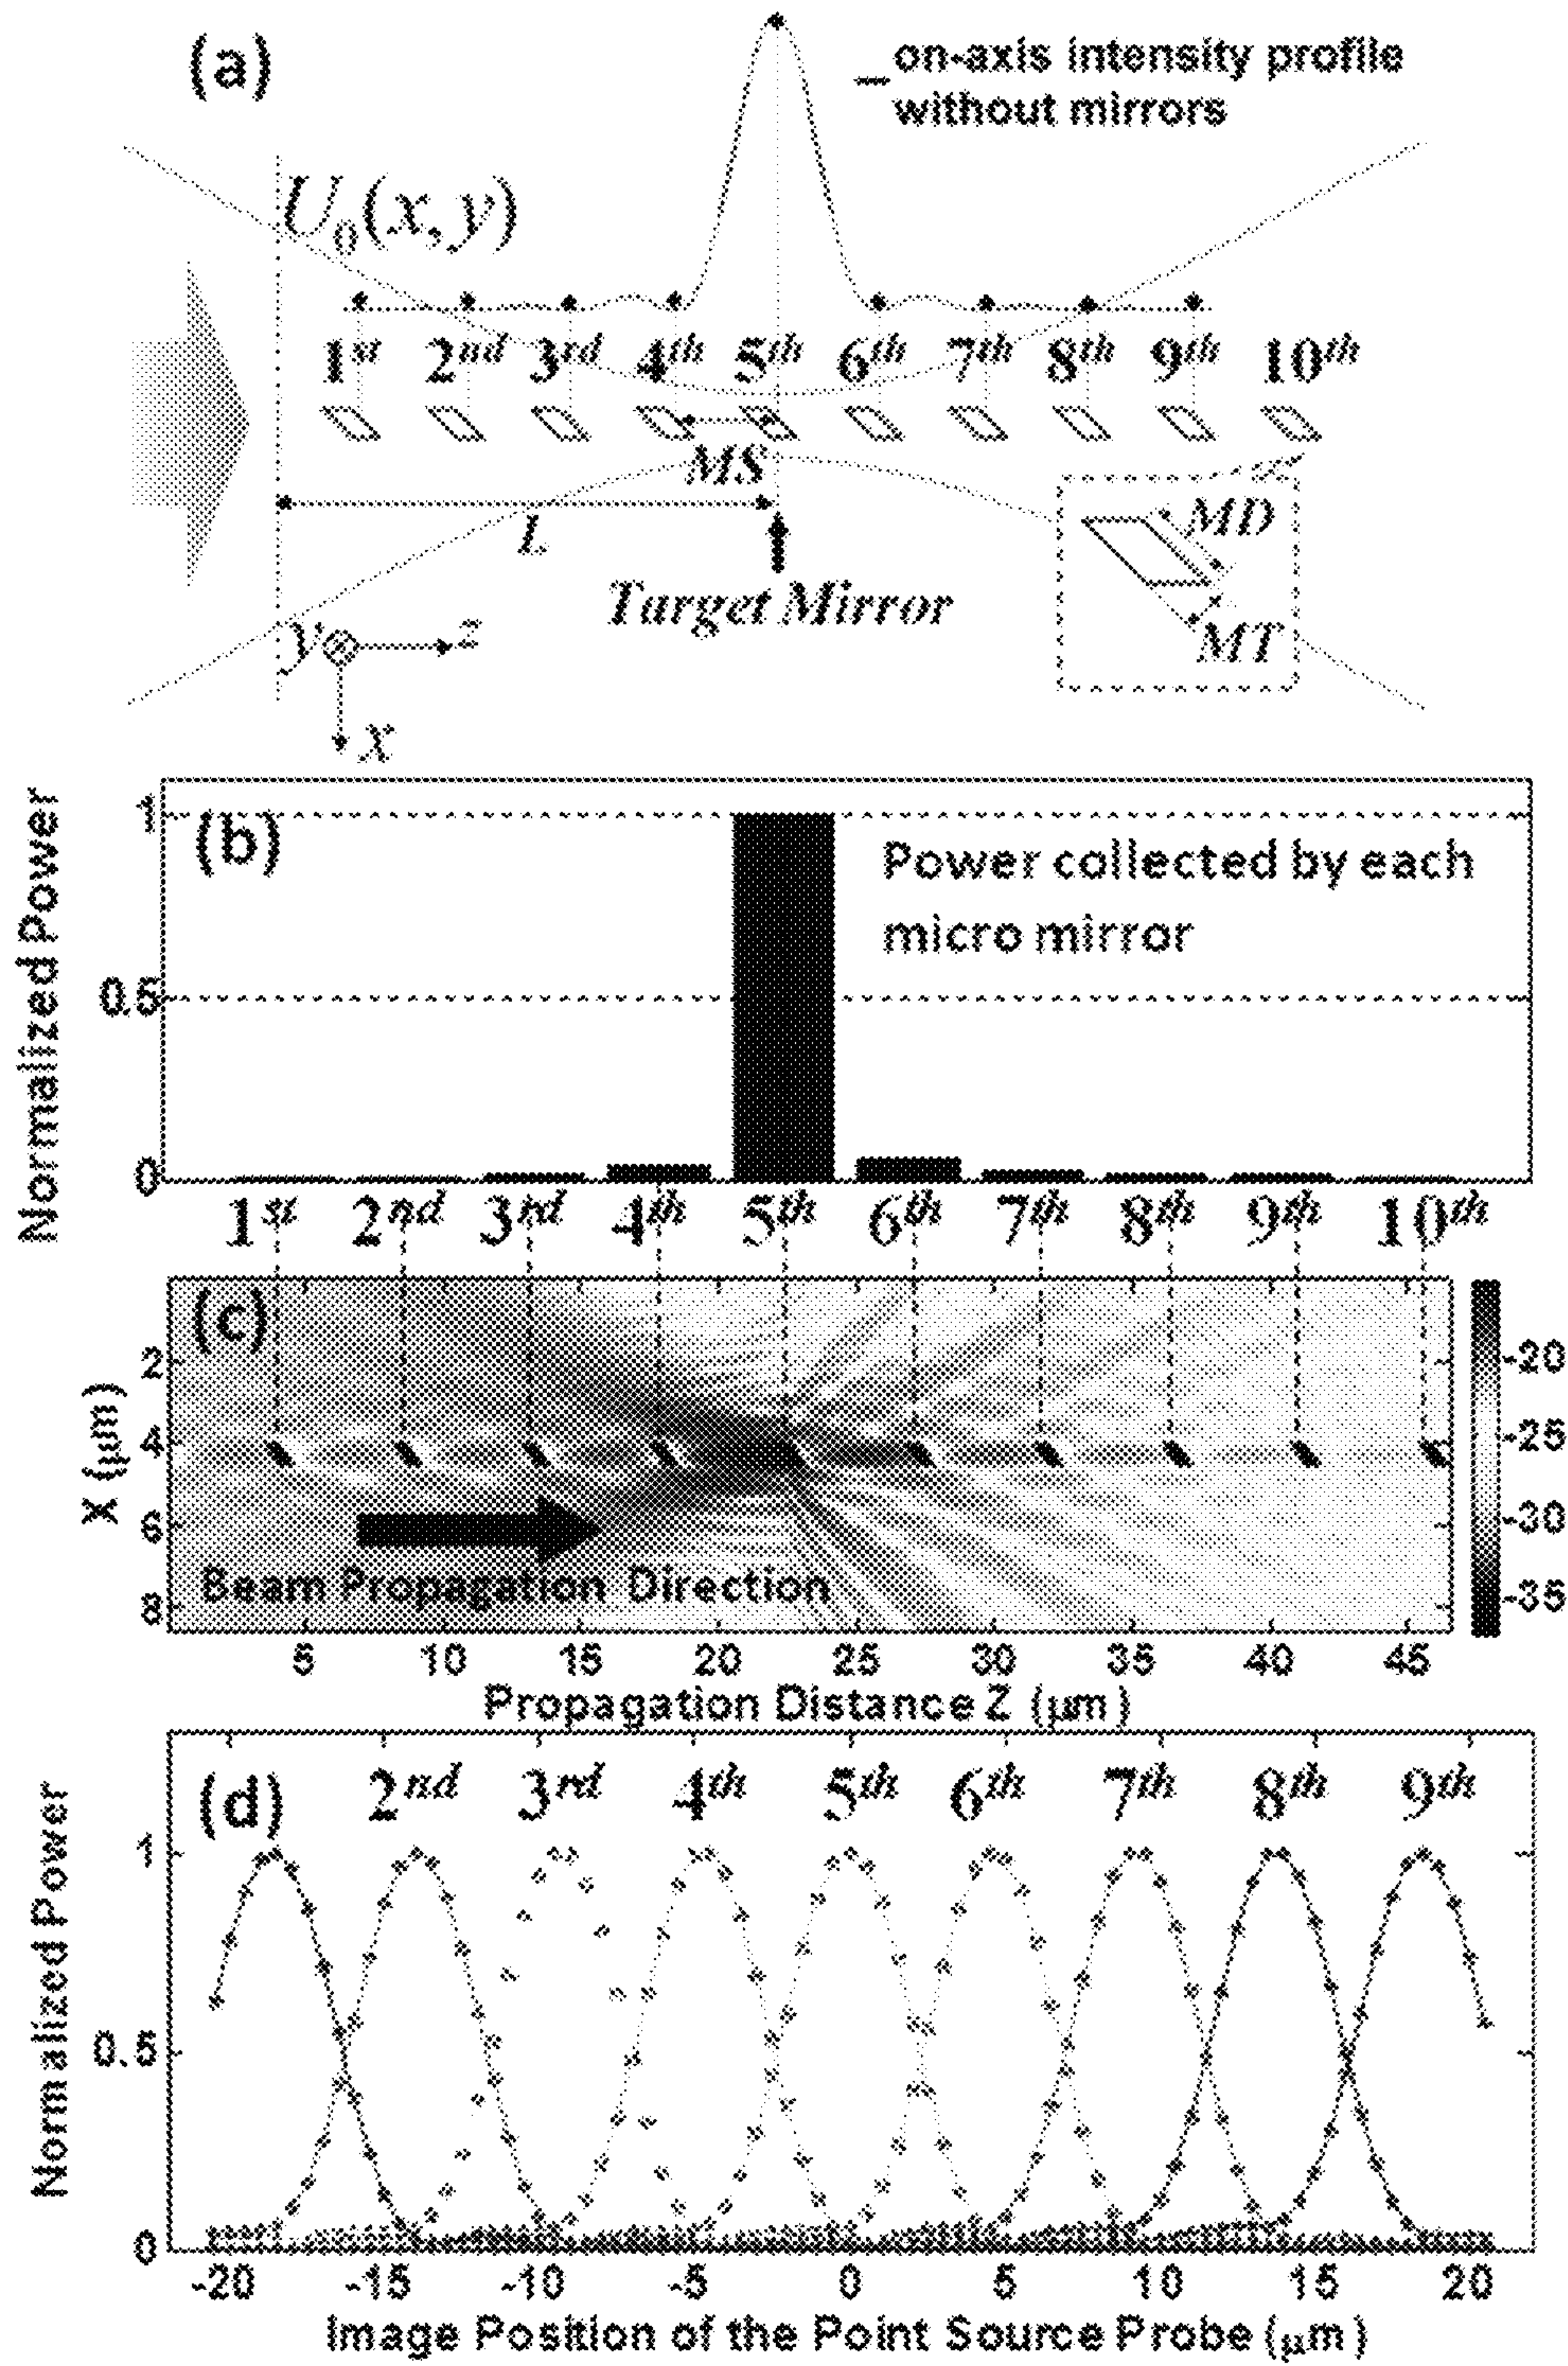 (a)
on-axis intensity profile
without mirrors
U0(x,y)
1st 2nd 3rd 4th 5th 6th 7th 8th 9th 10th
MS
L
MD
MT
Target Mirror
y z
x
Normalized Power
1
0.5
0
(b)
Power collected by each
micro mirror
1st 2nd 3rd 4th 5th 6th 7th 8th 9th 10th
(c)
X (μm)
2
4
6
8
Beam Propagation Direction
-20
-25
-30
-35
5 10 15 20 25 30 35 40 45
Propagation Distance Z (μm)
(d) 2nd 3rd 4th 5th 6th 7th 8th 9th
Normalized Power
1
0.5
0
-20 -15 -10 -5 0 5 10 15 20
Image Position of the Point Source Probe (μm)